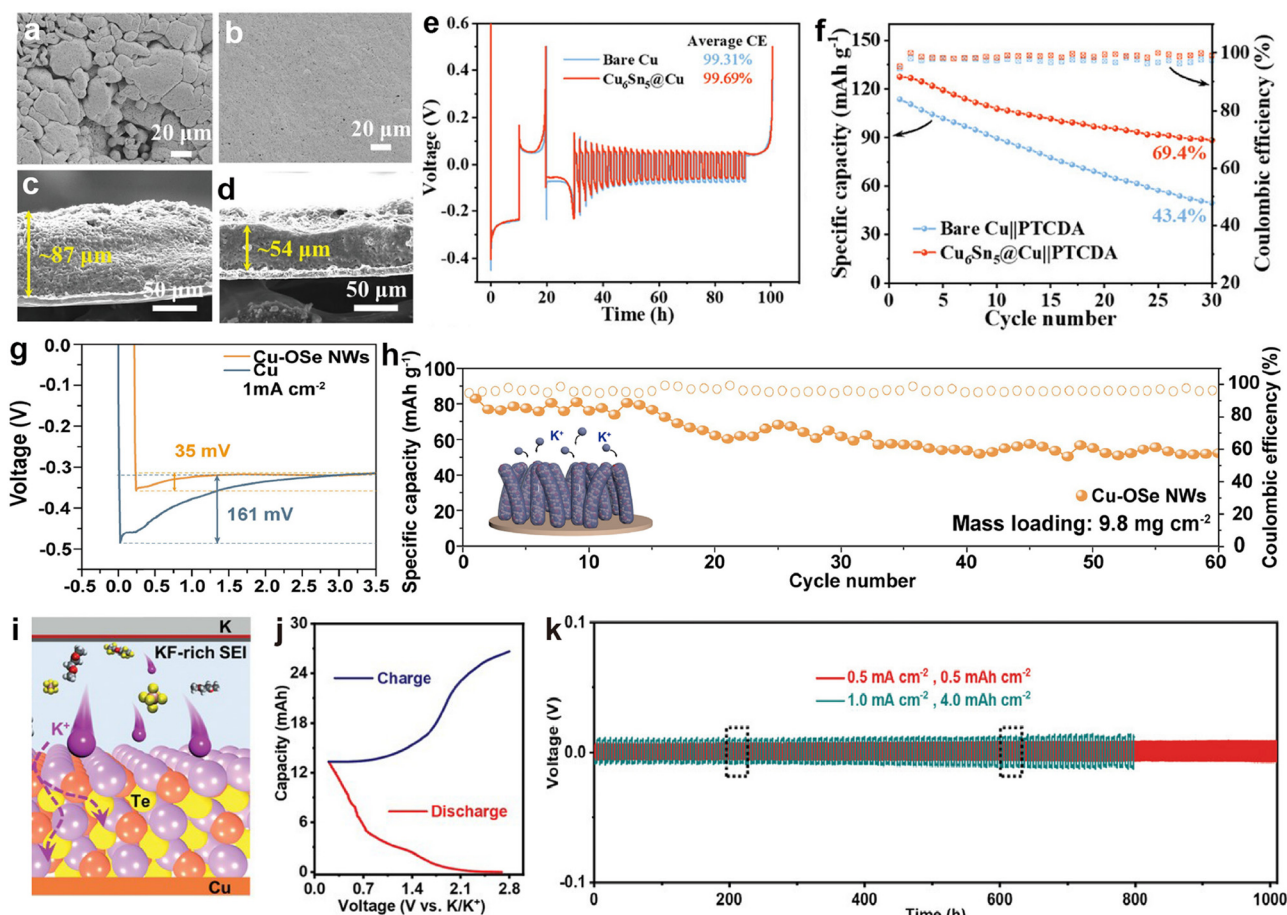 a
20 μm
b
20 μm
c
~87 μm
50 μm
d
~54 μm
50 μm
e
0.6
0.4
0.2
0.0
-0.2
-0.4
Voltage (V)
Average CE
Bare Cu 99.31%
Cu6Sn5@Cu 99.69%
0 20 40 60 80 100
Time (h)
f
150
120
90
60
30
0
Specific capacity (mAh g⁻¹)
100
80
60
40
20
Coulombic efficiency (%)
69.4%
43.4%
Bare Cu||PTCDA
Cu6Sn5@Cu||PTCDA
0 5 10 15 20 25 30
Cycle number
g
0.0
-0.1
-0.2
-0.3
-0.4
-0.5
Voltage (V)
Cu-OSe NWs
Cu
1mA cm⁻²
35 mV
161 mV
-0.5 0.0 0.5 1.0 1.5 2.0 2.5 3.0 3.5
h
100
80
60
40
80
20
0
Specific capacity (mAh g⁻¹)
K⁺ K⁺
100
80
60
40
20
0
Coulombic efficency (%)
Cu-OSe NWs
Mass loading: 9.8 mg cm⁻²
0 10 20 30 40 50 60
Cycle number
i
K
KF-rich SEI
K⁺
Te
Cu
j
30
24
18
12
6
0
Capacity (mAh)
Charge
Discharge
0.0 0.7 1.4 2.1 2.8
Voltage (V vs. K/K⁺)
k
0.1
0.0
-0.1
Voltage (V)
0.5 mA cm⁻² , 0.5 mAh cm⁻²
1.0 mA cm⁻² , 4.0 mAh cm⁻²
0 200 400 600 800 1000
Time (h)